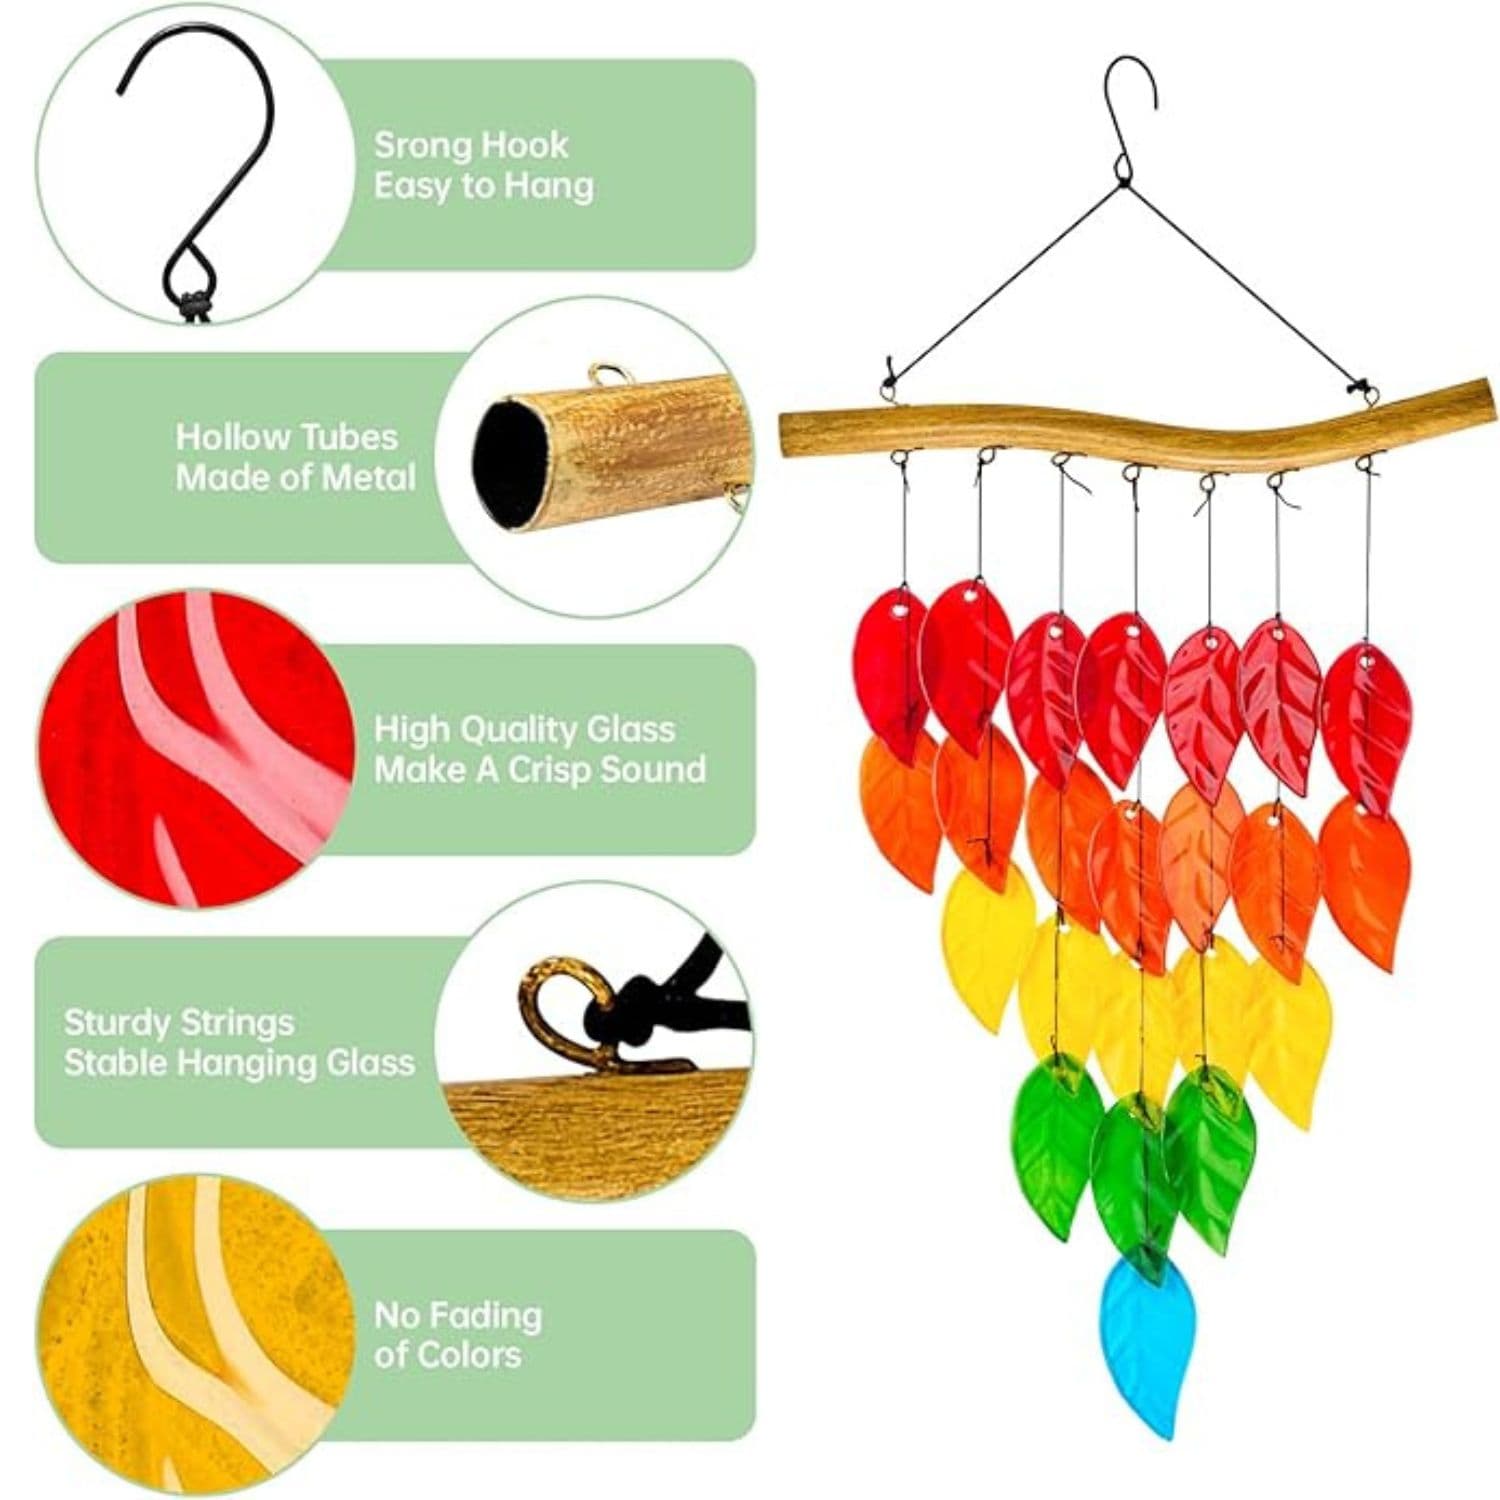 Srong Hook
Easy to Hang
Hollow Tubes
Made of Metal
High Quality Glass
Make A Crisp Sound
Sturdy Strings
Stable Hanging Glass
No Fading
of Colors